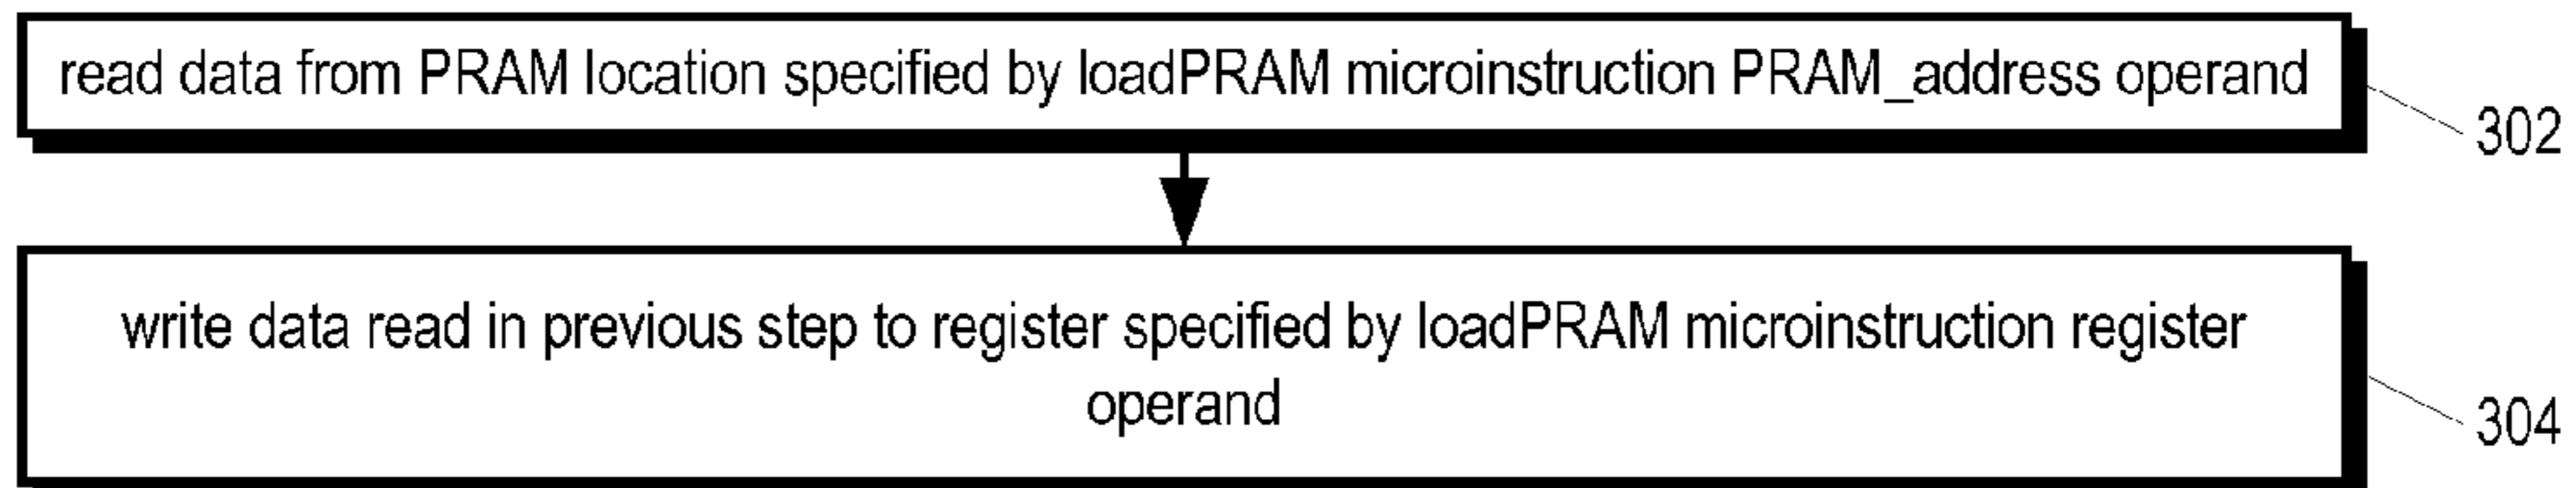 read data from PRAM location specified by loadPRAM microinstruction PRAM_address operand
302
write data read in previous step to register specified by loadPRAM microinstruction register
operand
304